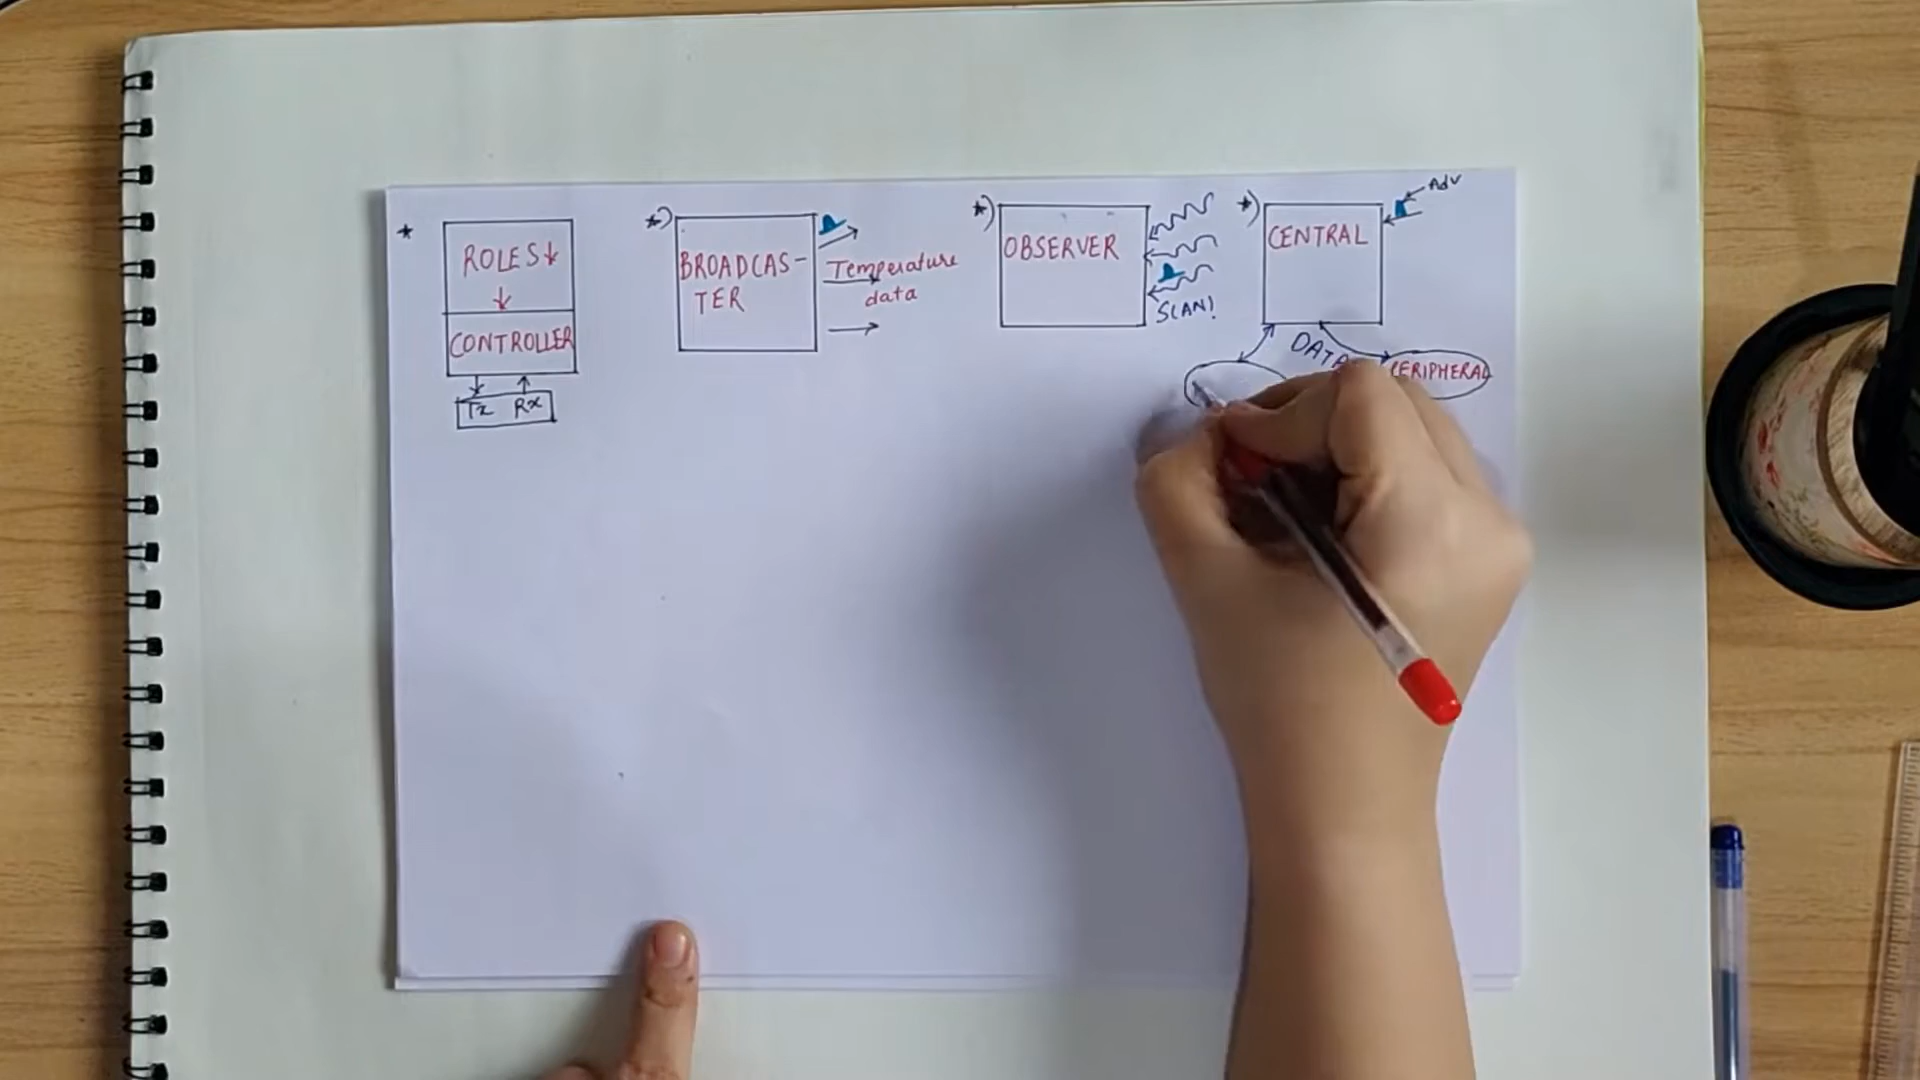 * ROLES↓
↓
CONTROLLER
Tx Rx
*) BROADCAS-
TER
Temperature
data
*) OBSERVER
SCAN!
*) CENTRAL
Adv
DATA
PERIPHERAL